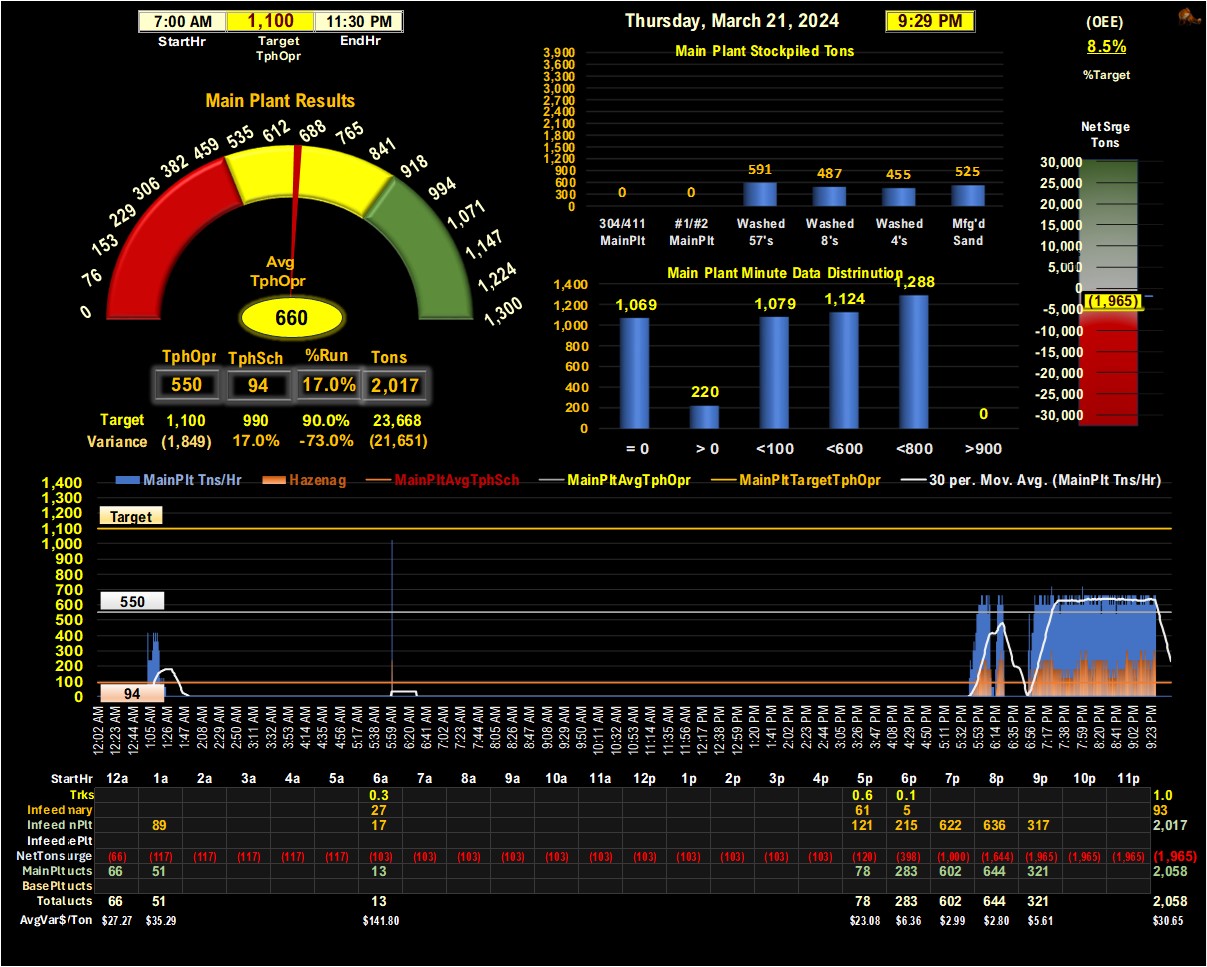 7:00 AM 1,100 11:30 PM
StartHr Target EndHr
TphOpr
Thursday, March 21, 2024 9:29 PM
(OEE)
8.5%
%Target
Main Plant Results
0 76 153 229 306 382 459 535 612 688 765 841 918 994 1,071 1,147 1,224 1,300
Avg
TphOpr
660
TphOpr TphSch %Run Tons
550 94 17.0% 2,017
Target 1,100 990 90.0% 23,668
Variance (1,849) 17.0% -73.0% (21,651)
Main Plant Stockpiled Tons
3,900
3,600
3,300
3,000
2,700
2,400
2,100
1,800
1,500
1,200
900
600
300
0
0 0 591 487 455 525
304/411 #1/#2 Washed Washed Washed Mfg'd
MainPlt MainPlt 57's 8's 4's Sand
Main Plant Minute Data Distrinution
1,400
1,200
1,000
800
600
400
200
0
1,069 220 1,079 1,124 1,288 0
= 0 > 0 <100 <600 <800 >900
Net Srge
Tons
30,000
25,000
20,000
15,000
10,000
5,000
0
(1,965)
-5,000
-10,000
-15,000
-20,000
-25,000
-30,000
MainPlt Tns/Hr Hazenag MainPltAvgTphSch MainPltAvgTphOpr MainPltTargetTphOpr 30 per. Mov. Avg. (MainPlt Tns/Hr)
1,400
1,300
1,200
1,100
1,000
900
800
700
600
500
400
300
200
100
0
Target
550
94
12:02 AM 12:23 AM 12:44 AM 1:05 AM 1:26 AM 1:47 AM 2:08 AM 2:29 AM 2:50 AM 3:11 AM 3:32 AM 3:53 AM 4:14 AM 4:35 AM 4:56 AM 5:17 AM 5:38 AM 5:59 AM 6:20 AM 6:41 AM 7:02 AM 7:23 AM 7:44 AM 8:05 AM 8:26 AM 8:47 AM 9:08 AM 9:29 AM 9:50 AM 10:11 AM 10:32 AM 10:53 AM 11:14 AM 11:35 AM 11:56 AM 12:17 PM 12:38 PM 12:59 PM 1:20 PM 1:41 PM 2:02 PM 2:23 PM 2:44 PM 3:05 PM 3:26 PM 3:47 PM 4:08 PM 4:29 PM 4:50 PM 5:11 PM 5:32 PM 5:53 PM 6:14 PM 6:35 PM 6:56 PM 7:17 PM 7:38 PM 7:59 PM 8:20 PM 8:41 PM 9:02 PM 9:23 PM
StartHr 12a 1a 2a 3a 4a 5a 6a 7a 8a 9a 10a 11a 12p 1p 2p 3p 4p 5p 6p 7p 8p 9p 10p 11p
Trks 0.3 0.6 0.1 1.0
Infeed nary 27 61 5 93
Infeed nPlt 89 17 121 215 622 636 317 2,017
Infeed ePlt
NetTons urge (66) (117) (117) (117) (117) (117) (103) (103) (103) (103) (103) (103) (103) (103) (103) (103) (103) (120) (398) (1,000) (1,644) (1,965) (1,965) (1,965) (1,965)
MainPlt ucts 66 51 13 78 283 602 644 321 2,058
BasePlt ucts
Total ucts 66 51 13 78 283 602 644 321 2,058
AvgVar$/Ton $27.27 $35.29 $141.80 $23.08 $6.36 $2.99 $2.80 $5.61 $30.65